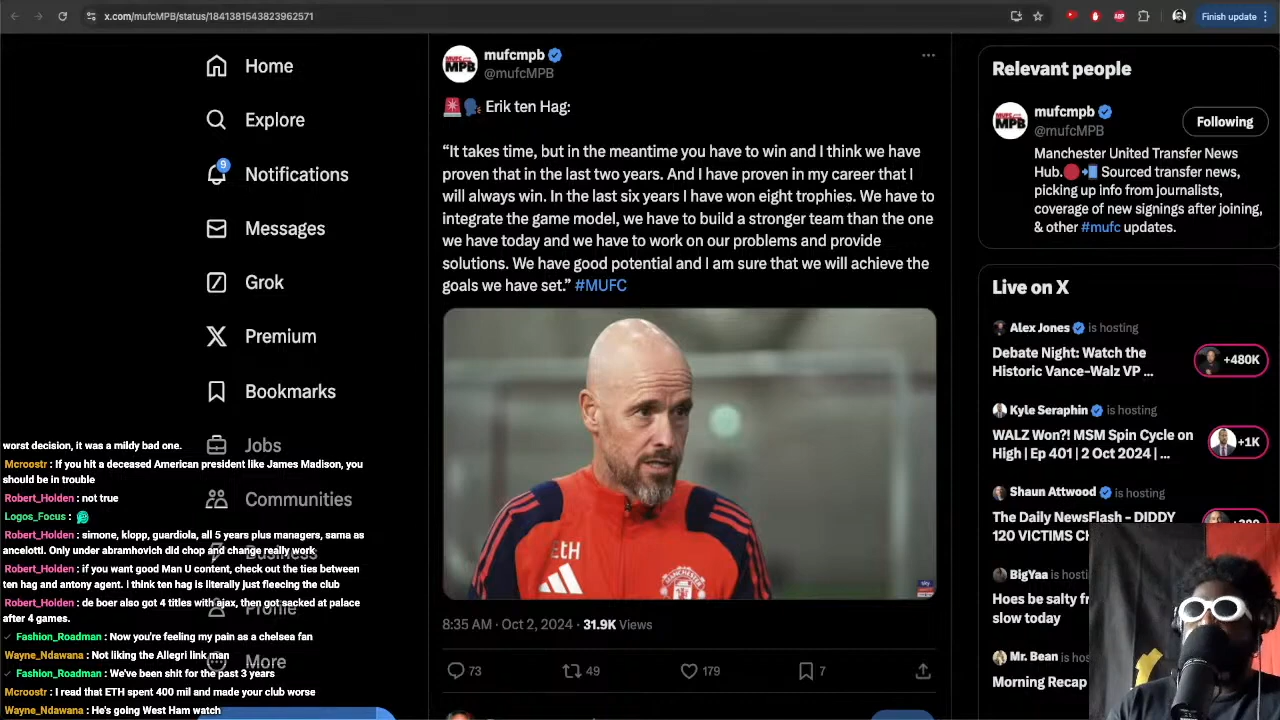 x.com/mufcMPB/status/1841381543823962571
Finish update
Home
Explore
9
Notifications
Messages
Grok
Premium
Bookmarks
Jobs
Communities
Business
Profile
More
worst decision, it was a mildy bad one.
Mcroostr : If you hit a deceased American president like James Madison, you
should be in trouble
Robert_Holden : not true
Logos_Focus :
Robert_Holden : simone, klopp, guardiola, all 5 years plus managers, sama as
ancelotti. Only under abramhovich did chop and change really work
Robert_Holden : if you want good Man U content, check out the ties between
ten hag and antony agent. I think ten hag is literally just fleecing the club
Robert_Holden : de boer also got 4 titles with ajax, then got sacked at palace
after 4 games.
Fashion_Roadman : Now you're feeling my pain as a chelsea fan
Wayne_Ndawana : Not liking the Allegri link man
Fashion_Roadman : We've been shit for the past 3 years
Mcroostr : I read that ETH spent 400 mil and made your club worse
Wayne_Ndawana : He's going West Ham watch
MUFC
MPB
mufcmpb
@mufcMPB
Erik ten Hag:
“It takes time, but in the meantime you have to win and I think we have
proven that in the last two years. And I have proven in my career that I
will always win. In the last six years I have won eight trophies. We have to
integrate the game model, we have to build a stronger team than the one
we have today and we have to work on our problems and provide
solutions. We have good potential and I am sure that we will achieve the
goals we have set.” #MUFC
EtH
MANCHESTER
8:35 AM · Oct 2, 2024 · 31.9K Views
73
49
179
7
Relevant people
MUFC
MPB
mufcmpb
@mufcMPB
Following
Manchester United Transfer News
Hub. Sourced transfer news,
picking up info from journalists,
coverage of new signings after joining,
& other #mufc updates.
Live on X
Alex Jones is hosting
Debate Night: Watch the
Historic Vance-Walz VP ...
+480K
Kyle Seraphin is hosting
WALZ Won?! MSM Spin Cycle on
High | Ep 401 | 2 Oct 2024 | ...
+1K
Shaun Attwood is hosting
The Daily NewsFlash – DIDDY
120 VICTIMS
BigYaa is hosti
Hoes be salty
slow today
Mr. Bean is hos
Morning Recap